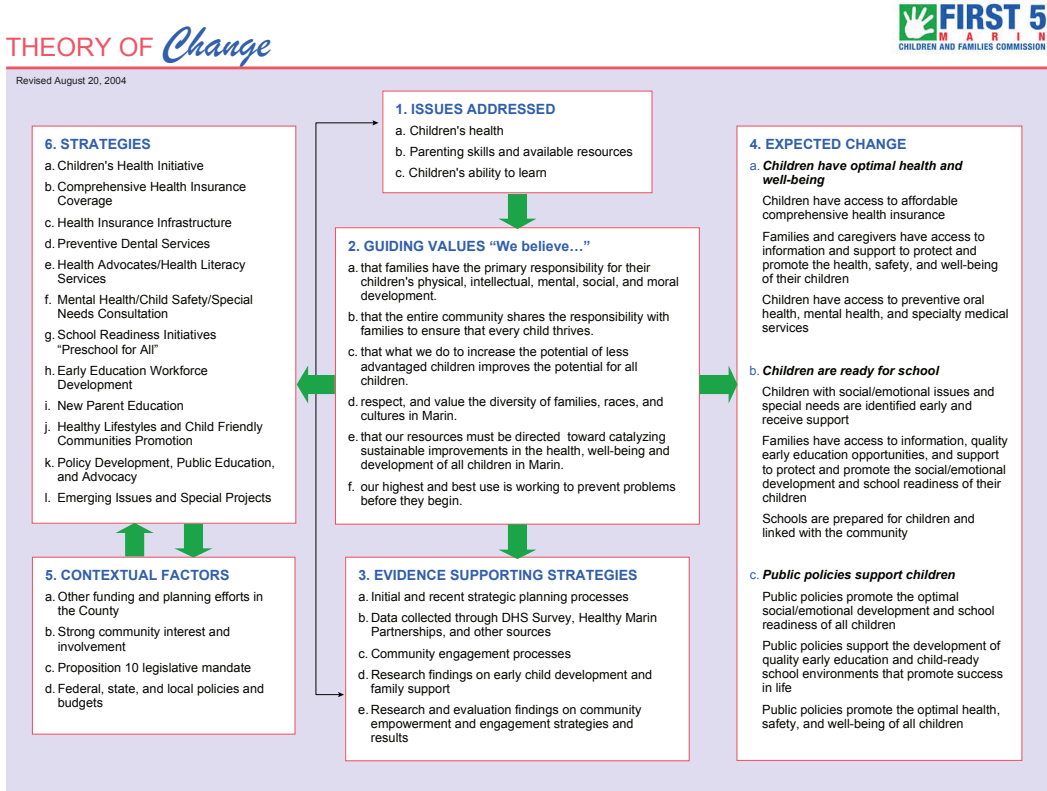 THEORY OF Change
FIRST 5
MARIN
CHILDREN AND FAMILIES COMMISSION
Revised August 20, 2004
1. ISSUES ADDRESSED
a. Children's health
b. Parenting skills and available resources
c. Children's ability to learn
2. GUIDING VALUES “We believe…”
a. that families have the primary responsibility for their
children's physical, intellectual, mental, social, and moral
development.
b. that the entire community shares the responsibility with
families to ensure that every child thrives.
c. that what we do to increase the potential of less
advantaged children improves the potential for all
children.
d. respect, and value the diversity of families, races, and
cultures in Marin.
e. that our resources must be directed toward catalyzing
sustainable improvements in the health, well-being and
development of all children in Marin.
f. our highest and best use is working to prevent problems
before they begin.
3. EVIDENCE SUPPORTING STRATEGIES
a. Initial and recent strategic planning processes
b. Data collected through DHS Survey, Healthy Marin
Partnerships, and other sources
c. Community engagement processes
d. Research findings on early child development and
family support
e. Research and evaluation findings on community
empowerment and engagement strategies and
results
4. EXPECTED CHANGE
a. Children have optimal health and
well-being
Children have access to affordable
comprehensive health insurance
Families and caregivers have access to
information and support to protect and
promote the health, safety, and well-being
of their children
Children have access to preventive oral
health, mental health, and specialty medical
services
b. Children are ready for school
Children with social/emotional issues and
special needs are identified early and
receive support
Families have access to information, quality
early education opportunities, and support
to protect and promote the social/emotional
development and school readiness of their
children
Schools are prepared for children and
linked with the community
c. Public policies support children
Public policies promote the optimal
social/emotional development and school
readiness of all children
Public policies support the development of
quality early education and child-ready
school environments that promote success
in life
Public policies promote the optimal health,
safety, and well-being of all children
5. CONTEXTUAL FACTORS
a. Other funding and planning efforts in
the County
b. Strong community interest and
involvement
c. Proposition 10 legislative mandate
d. Federal, state, and local policies and
budgets
6. STRATEGIES
a. Children's Health Initiative
b. Comprehensive Health Insurance
Coverage
c. Health Insurance Infrastructure
d. Preventive Dental Services
e. Health Advocates/Health Literacy
Services
f. Mental Health/Child Safety/Special
Needs Consultation
g. School Readiness Initiatives
“Preschool for All”
h. Early Education Workforce
Development
i. New Parent Education
j. Healthy Lifestyles and Child Friendly
Communities Promotion
k. Policy Development, Public Education,
and Advocacy
l. Emerging Issues and Special Projects